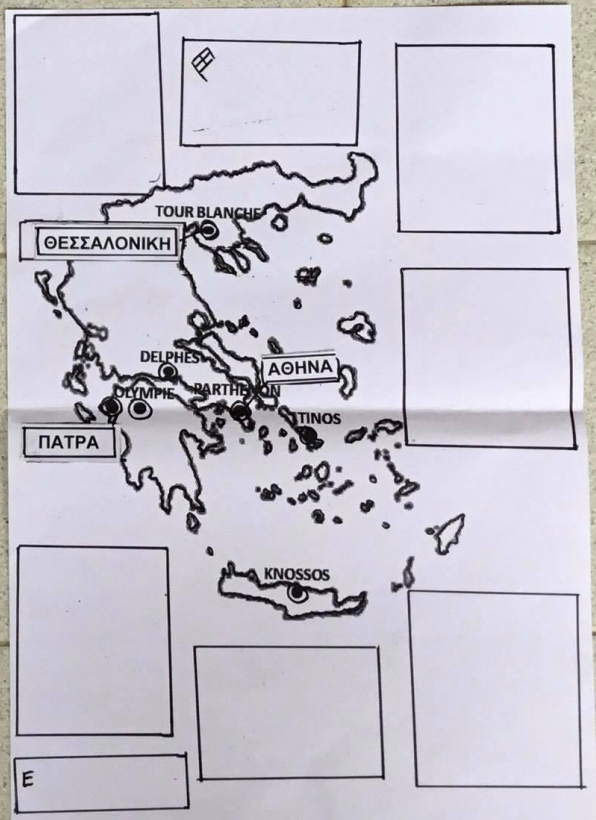 TOUR BLANCHE
ΘΕΣΣΑΛΟΝΙΚΗ
DELPHES
ΑΘΗΝΑ
OLYMPIE
PARTHENON
TINOS
ΠΑΤΡΑ
KNOSSOS
E